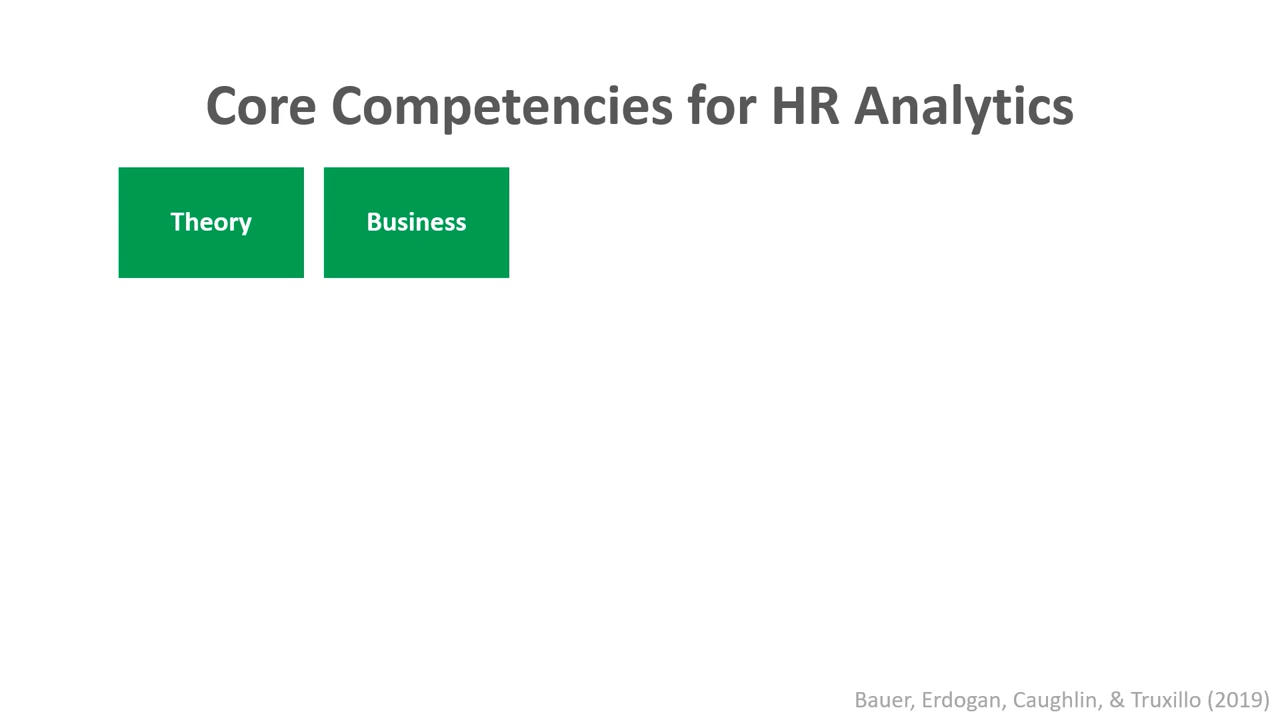 Core Competencies for HR Analytics
Theory
Business
Bauer, Erdogan, Caughlin, & Truxillo (2019)